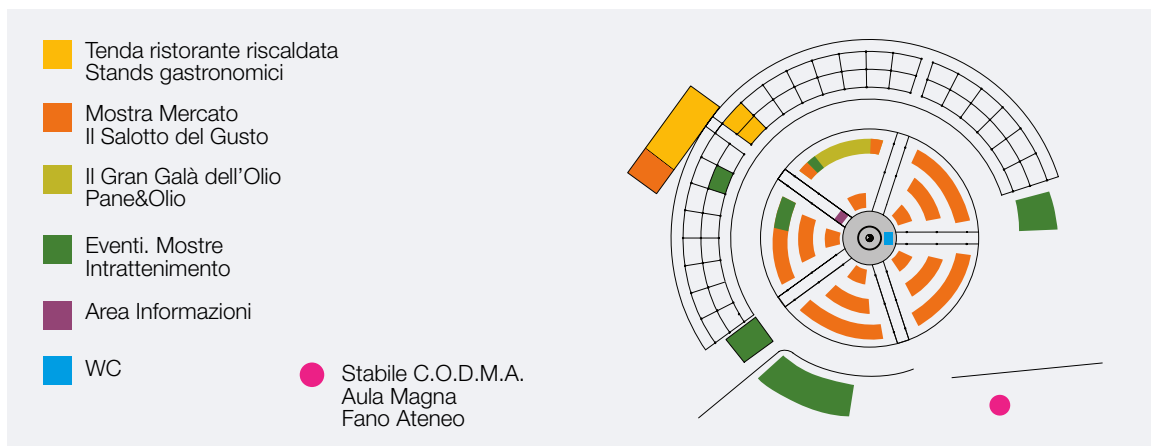 Tenda ristorante riscaldata
Stands gastronomici
Mostra Mercato
Il Salotto del Gusto
Il Gran Galà dell'Olio
Pane&Olio
Eventi. Mostre
Intrattenimento
Area Informazioni
WC
Stabile C.O.D.M.A.
Aula Magna
Fano Ateneo